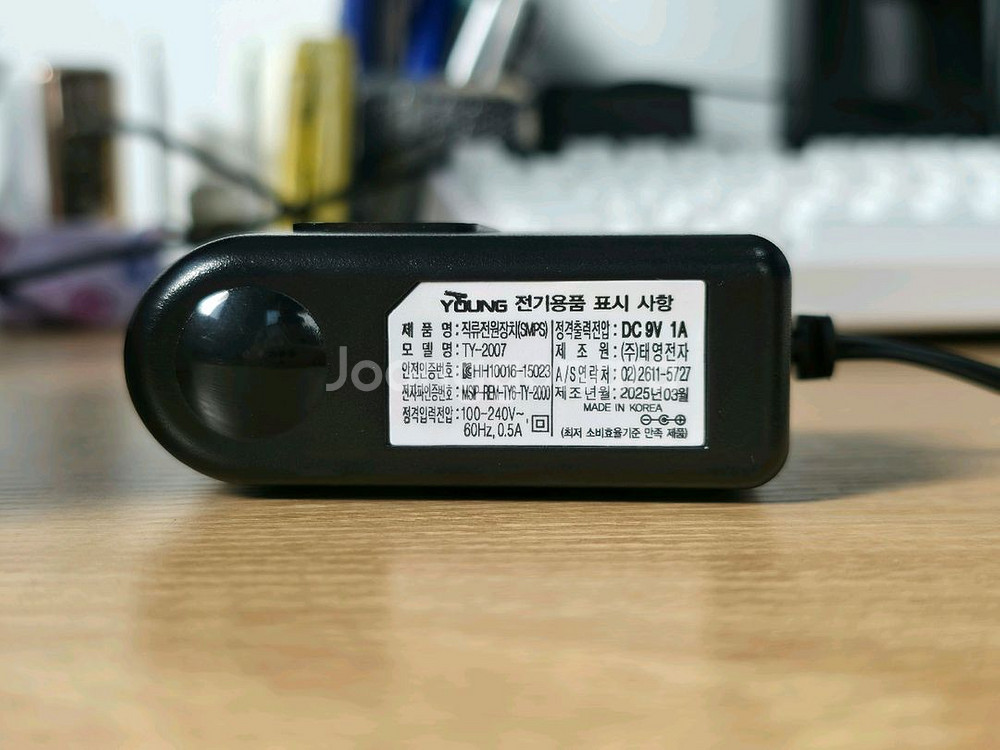 YOUNG 전기용품 표시 사항
제 품 명 : 직류전원장치(SMPS)
모 델 명 : TY-2007
안전인증번호 : HH10016-15023
전자파인증번호 : MSIP-REM-TYG-TY-2000
정격입력전압 : 100-240V~,
60Hz, 0.5A
정격출력전압 : DC 9V 1A
제 조 원 : (주)태영전자
A/S연락처 : 02) 2611-5727
제 조 년 월 : 2025년 03월
MADE IN KOREA
(최저 소비효율기준 만족 제품)